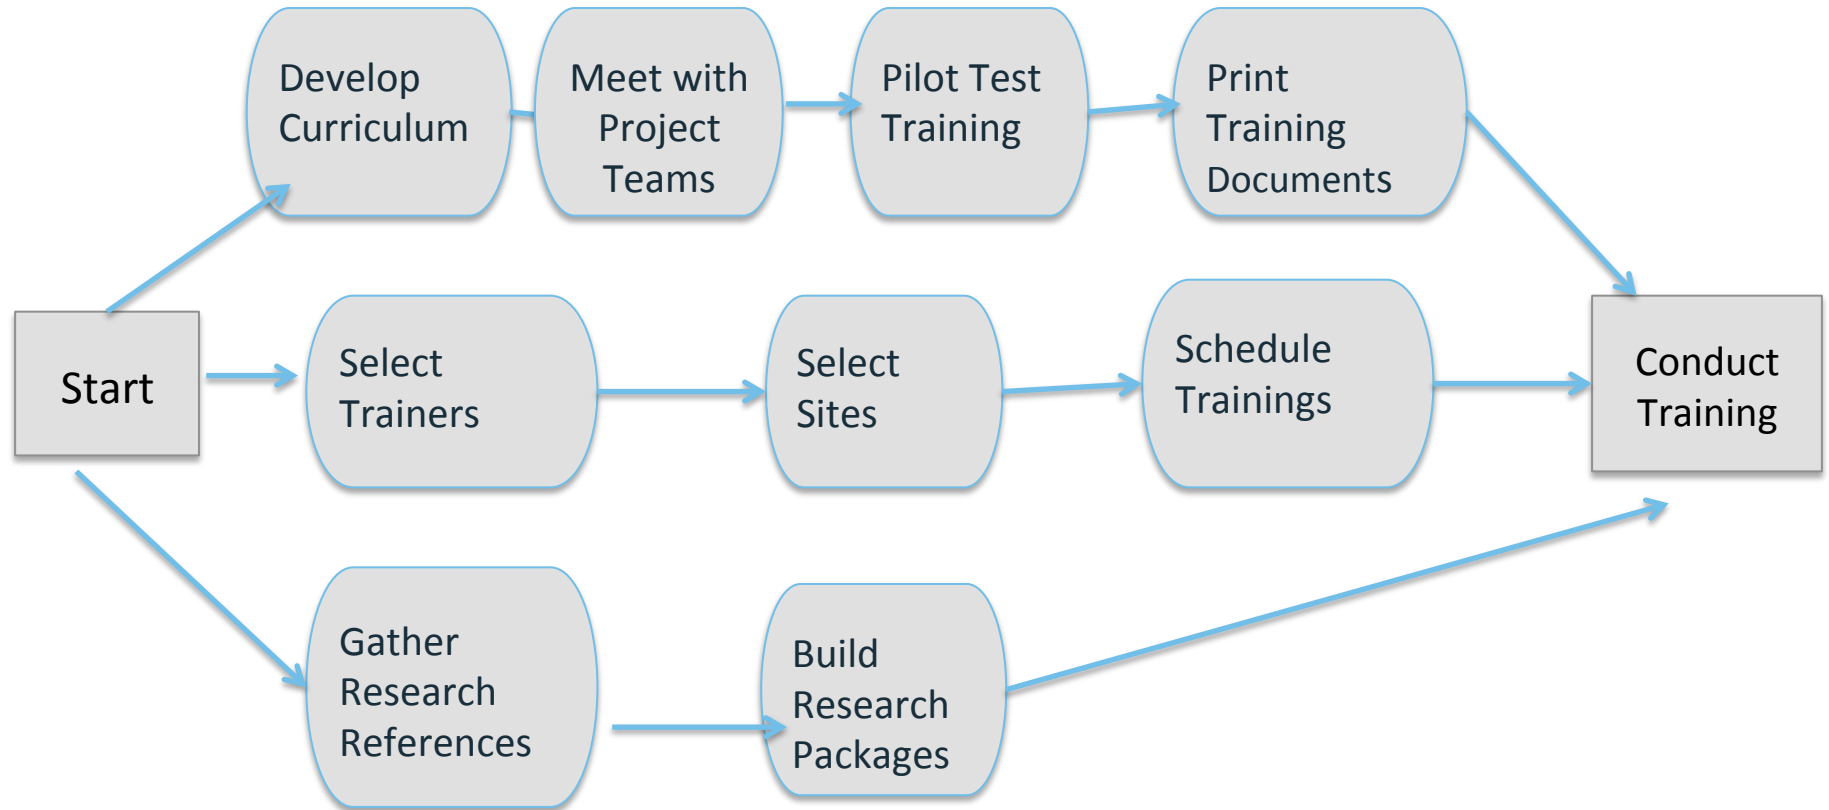 Develop
Curriculum
Meet with
Project
Teams
Pilot Test
Training
Print
Training
Documents
Start
Select
Trainers
Select
Sites
Schedule
Trainings
Conduct
Training
Gather
Research
References
Build
Research
Packages